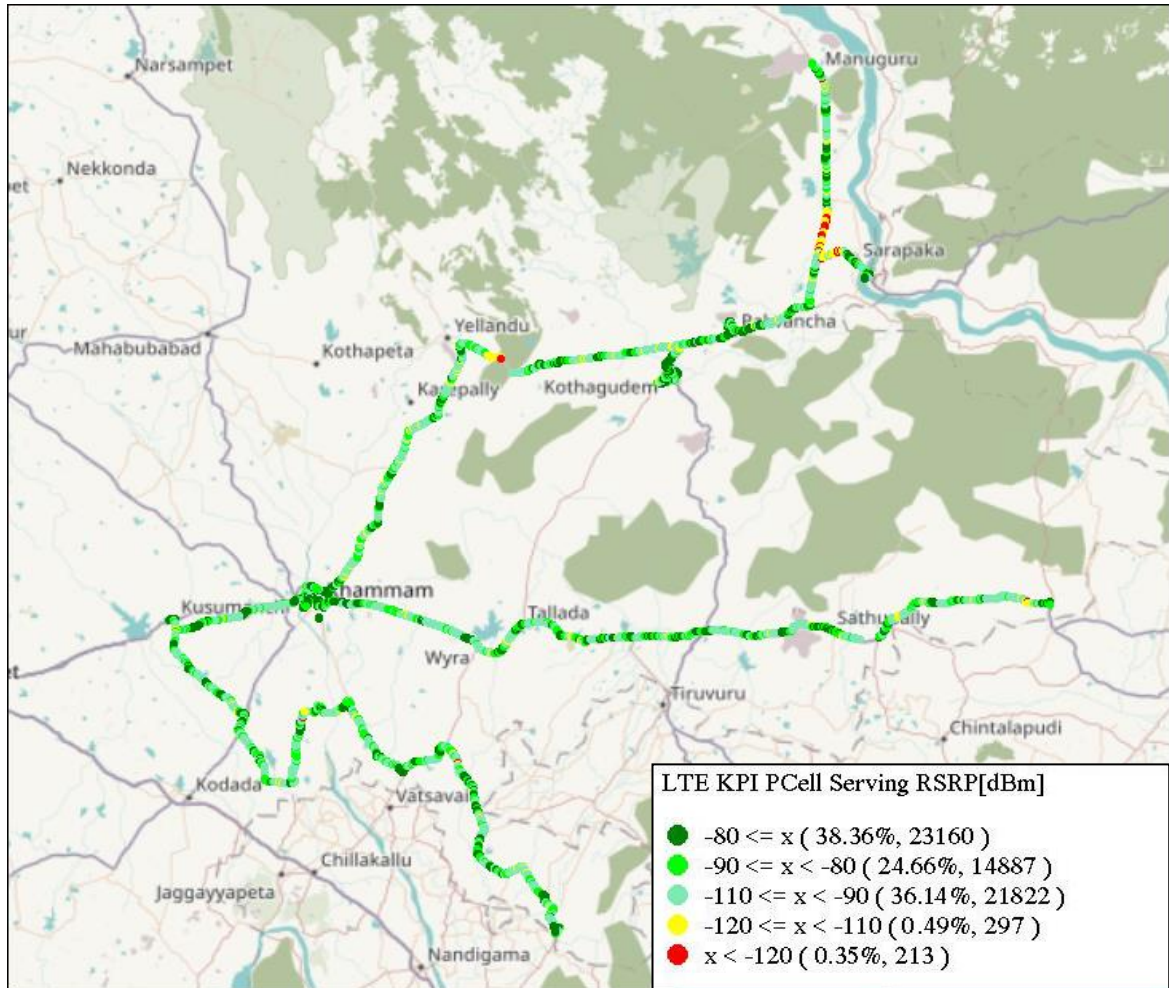 Manuguru
Narsampet
Nekkonda
Sarapaka
Yellandu
Mahabubabad
Kothapeta
Kothagudem
Tallada
Wyra
Tiruvuru
Chintalapudi
Kodada
Vatsavai
Chillakallu
Jaggayyapeta
Nandigama
LTE KPI PCell Serving RSRP[dBm]
-80 <= x ( 38.36%, 23160 )
-90 <= x < -80 ( 24.66%, 14887 )
-110 <= x < -90 ( 36.14%, 21822 )
-120 <= x < -110 ( 0.49%, 297 )
x < -120 ( 0.35%, 213 )